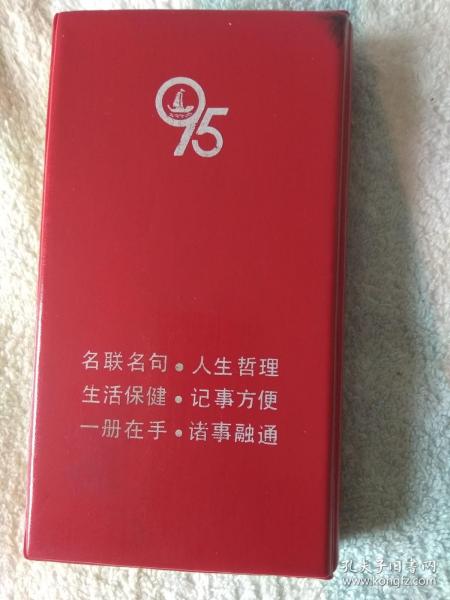 95
名联名句·人生哲理
生活保健·记事方便
一册在手·诸事融通
孔夫子旧书网
www.kongfz.com